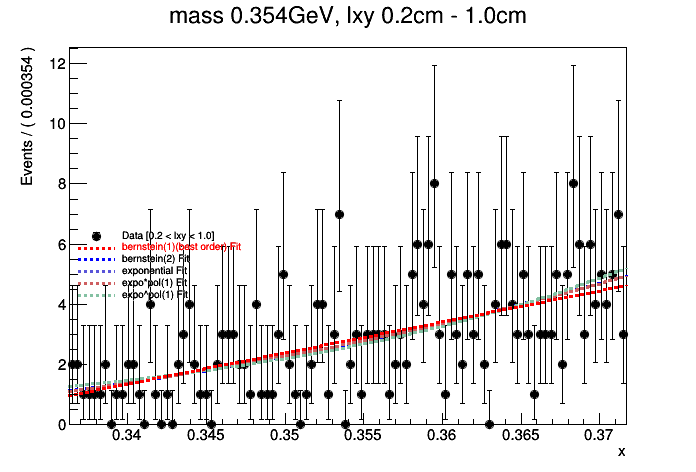 mass 0.354GeV, lxy 0.2cm - 1.0cm
Events / ( 0.000354 )
12
10
8
6
4
2
0
Data [0.2 < lxy < 1.0]
bernstein(1)(best order) Fit
bernstein(2) Fit
exponential Fit
expo*pol(1) Fit
expo^pol(1) Fit
0.34 0.345 0.35 0.355 0.36 0.365 0.37
x